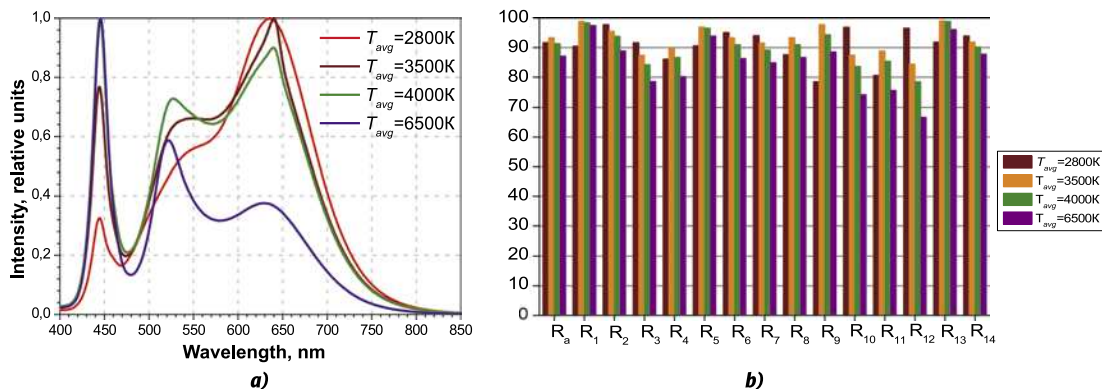 Intensity, relative units
1,0
0,8
0,6
0,4
0,2
0,0
400 450 500 550 600 650 700 750 800 850
Wavelength, nm
Tavg=2800K
Tavg=3500K
Tavg=4000K
Tavg=6500K
a)
100
90
80
70
60
50
40
30
20
10
0
Ra R1 R2 R3 R4 R5 R6 R7 R8 R9 R10 R11 R12 R13 R14
Tavg=2800K
Tavg=3500K
Tavg=4000K
Tavg=6500K
b)